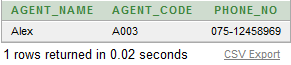 AGENT_NAME AGENT_CODE PHONE_NO
Alex A003 075-12458969
1 rows returned in 0.02 seconds CSV Export